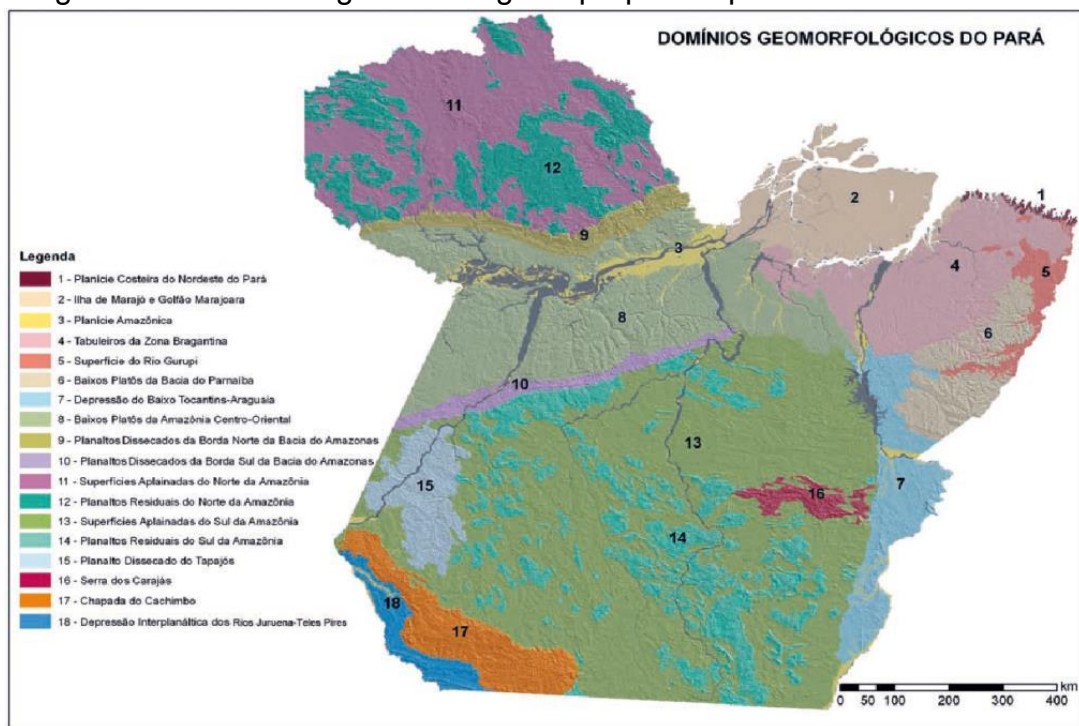 DOMÍNIOS GEOMORFOLÓGICOS DO PARÁ
Legenda
1 - Planície Costeira do Nordeste do Pará
2 - Ilha de Marajó e Golfão Marajoara
3 - Planície Amazônica
4 - Tabuleiros da Zona Bragantina
5 - Superfície do Rio Gurupi
6 - Baixos Platôs da Bacia do Parnaíba
7 - Depressão do Baixo Tocantins-Araguaia
8 - Baixos Platôs da Amazônia Centro-Oriental
9 - Planaltos Dissecados da Borda Norte da Bacia do Amazonas
10 - Planaltos Dissecados da Borda Sul da Bacia do Amazonas
11 - Superfícies Aplainadas do Norte da Amazônia
12 - Planaltos Residuais do Norte da Amazônia
13 - Superfícies Aplainadas do Sul da Amazônia
14 - Planaltos Residuais do Sul da Amazônia
15 - Planalto Dissecado do Tapajós
16 - Serra dos Carajás
17 - Chapada do Cachimbo
18 - Depressão Interplanáltica dos Rios Juruena-Teles Pires
11
12
1
2
9
3
4
5
8
6
10
13
15
16
7
14
18
17
km
0 50 100 200 300 400